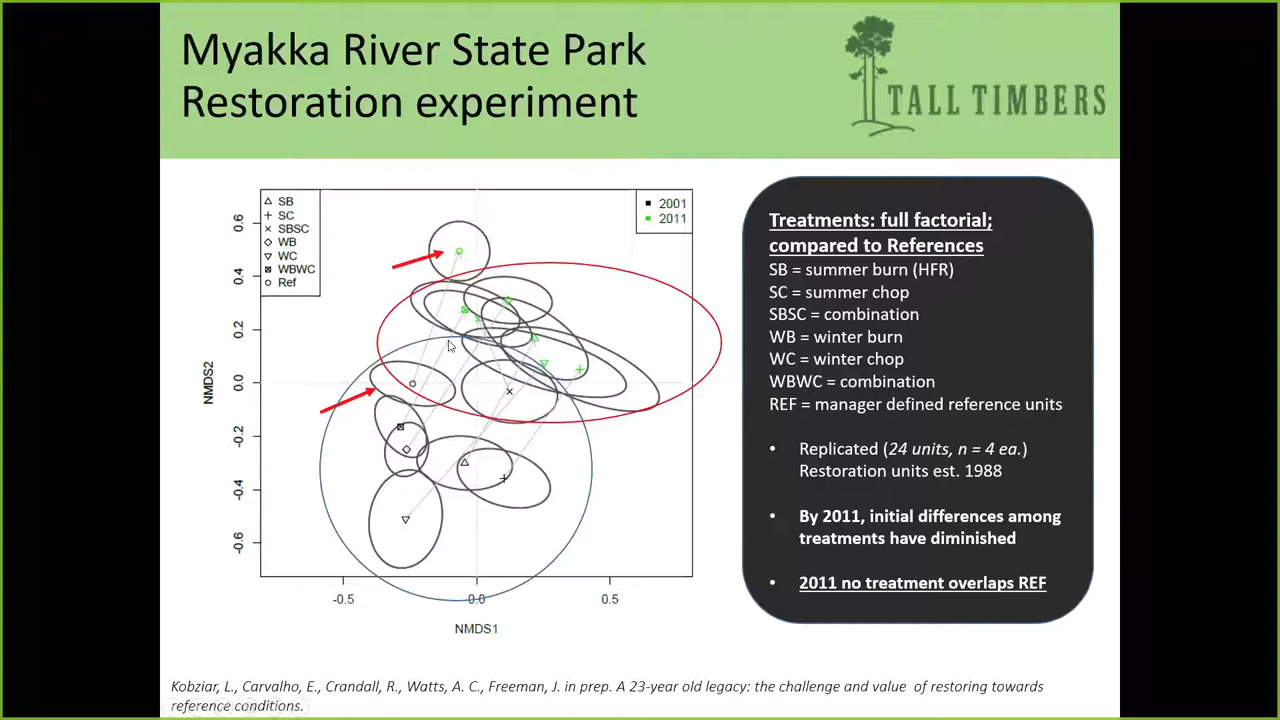 Myakka River State Park
Restoration experiment
TALL TIMBERS
SB
SC
SBSC
WB
WC
WBWC
Ref
2001
2011
0.6
0.4
0.2
0.0
-0.2
-0.4
-0.6
NMDS2
-0.5
0.0
0.5
NMDS1
Treatments: full factorial;
compared to References
SB = summer burn (HFR)
SC = summer chop
SBSC = combination
WB = winter burn
WC = winter chop
WBWC = combination
REF = manager defined reference units
• Replicated (24 units, n = 4 ea.)
Restoration units est. 1988
• By 2011, initial differences among
treatments have diminished
• 2011 no treatment overlaps REF
Kobziar, L., Carvalho, E., Crandall, R., Watts, A. C., Freeman, J. in prep. A 23-year old legacy: the challenge and value of restoring towards
reference conditions.